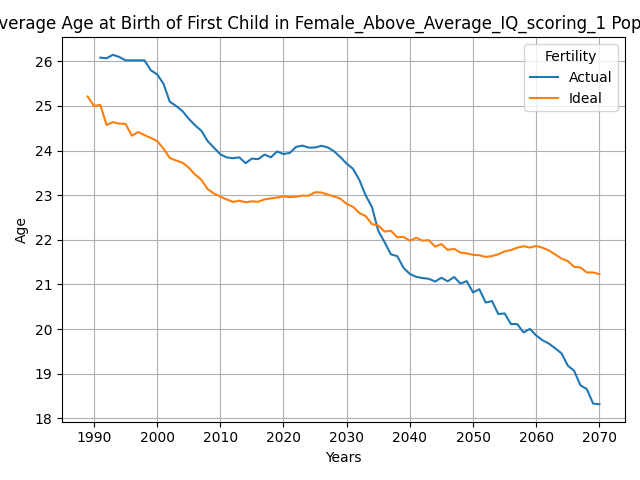 verage Age at Birth of First Child in Female_Above_Average_IQ_scoring_1 Pop
Fertility
Actual
Ideal
26
25
24
23
22
21
20
19
18
Age
1990 2000 2010 2020 2030 2040 2050 2060 2070
Years